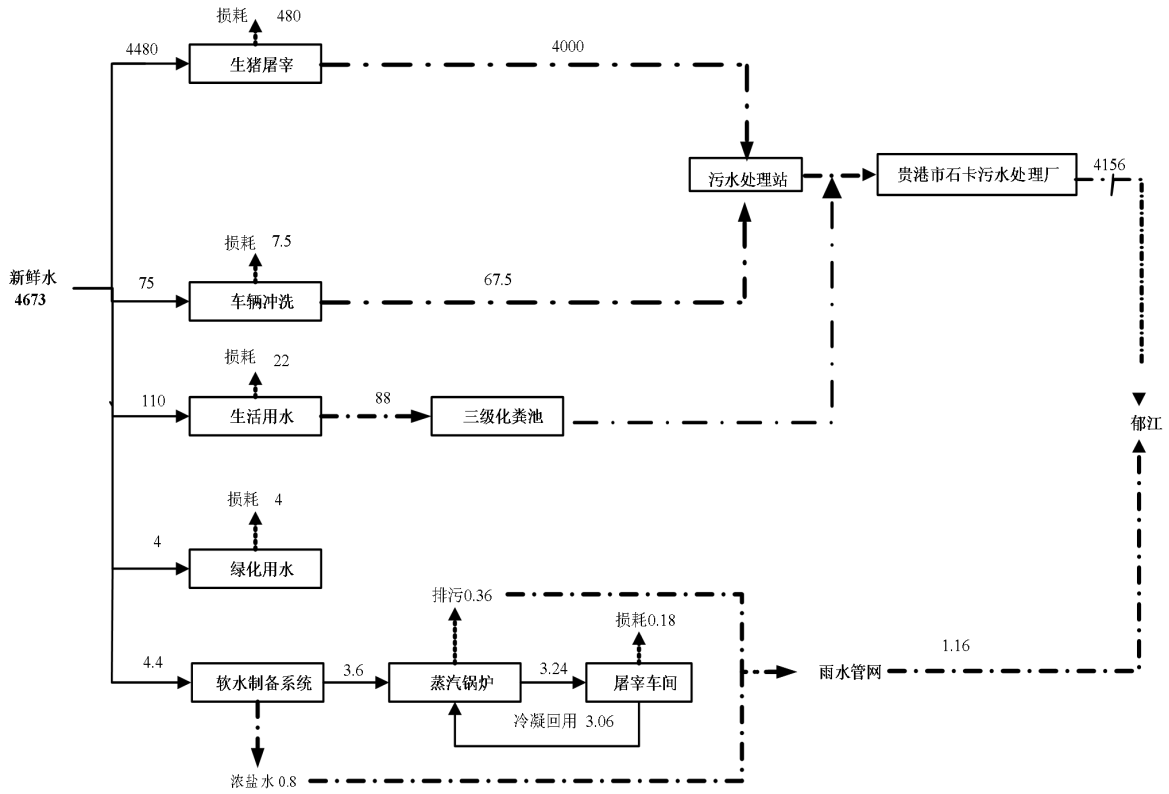 损耗 480
4480
生猪屠宰
4000
污水处理站
贵港市石卡污水处理厂
4156
新鲜水
4673
损耗 7.5
75
车辆冲洗
67.5
损耗 22
110
生活用水
88
三级化粪池
郁江
损耗 4
4
绿化用水
排污0.36
损耗0.18
4.4
软水制备系统
3.6
蒸汽锅炉
3.24
屠宰车间
雨水管网
1.16
冷凝回用 3.06
浓盐水 0.8